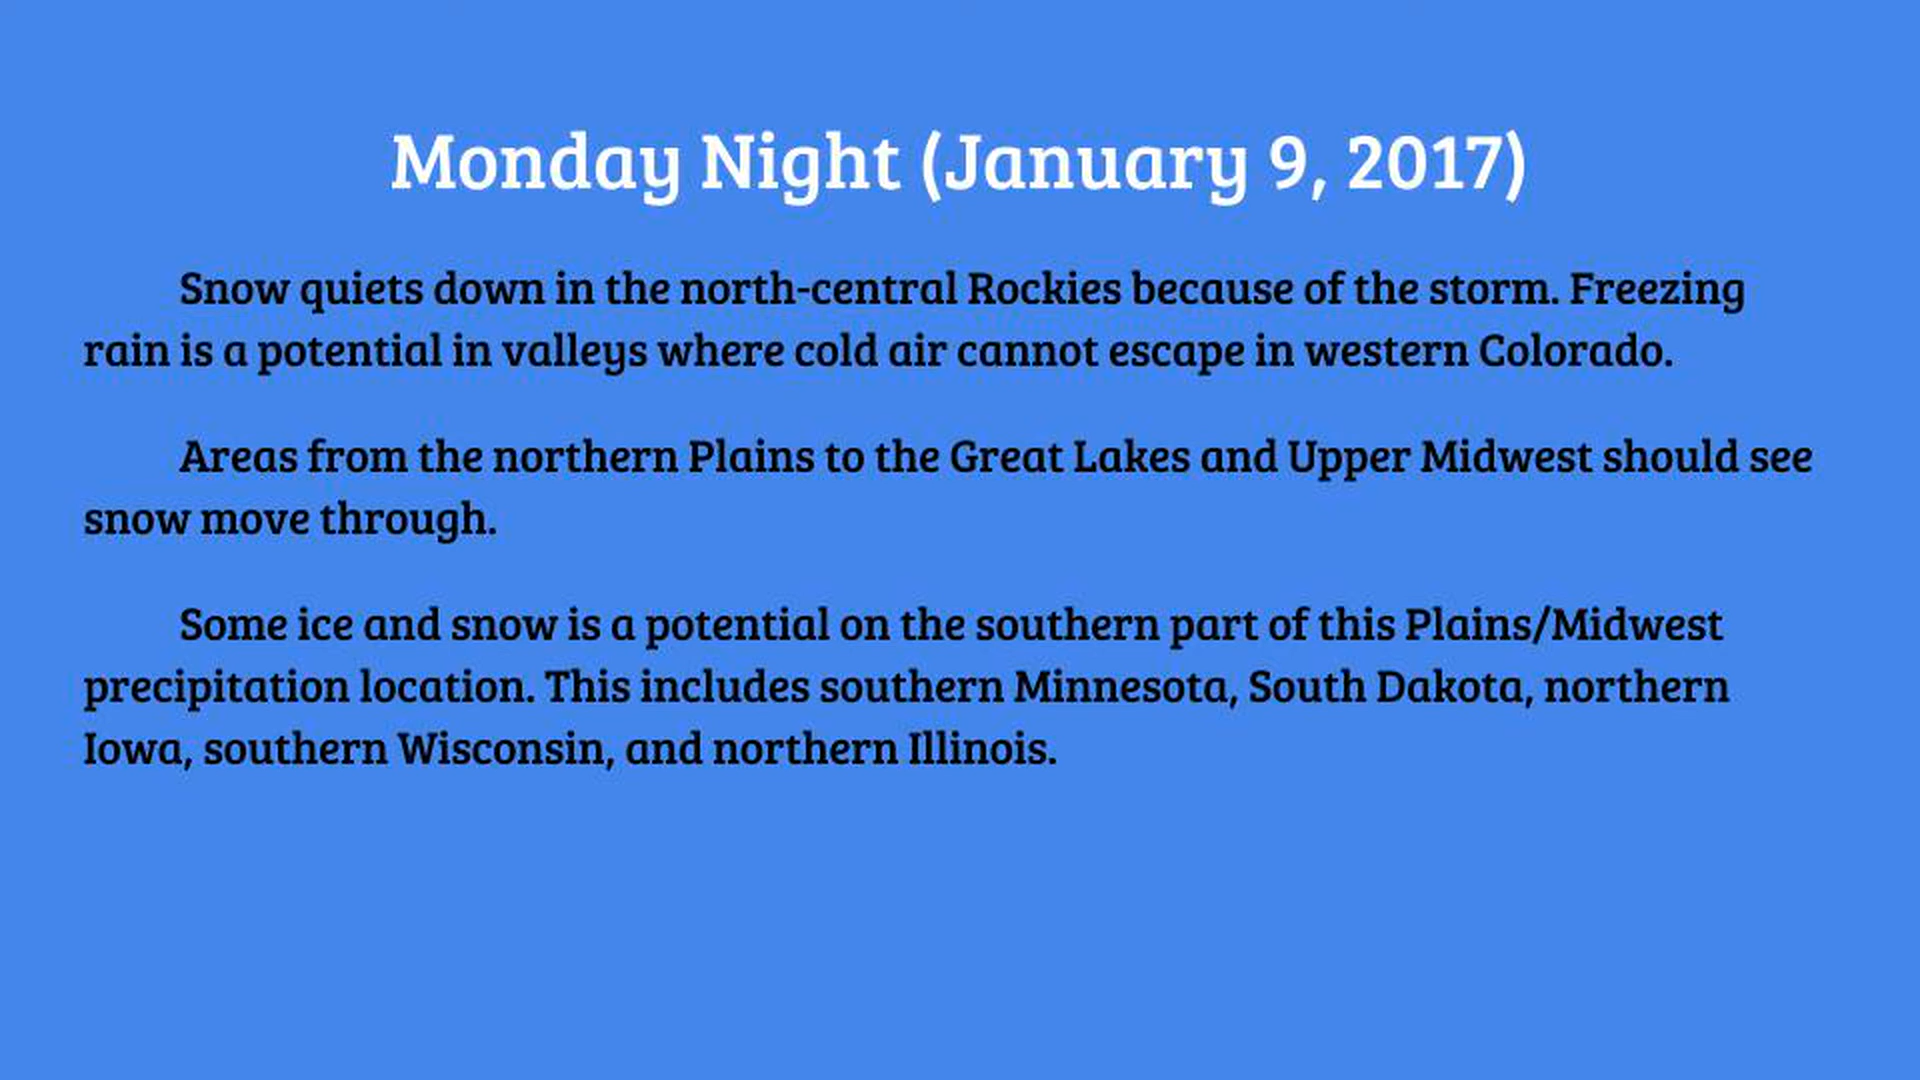 Monday Night (January 9, 2017)
Snow quiets down in the north-central Rockies because of the storm. Freezing
rain is a potential in valleys where cold air cannot escape in western Colorado.
Areas from the northern Plains to the Great Lakes and Upper Midwest should see
snow move through.
Some ice and snow is a potential on the southern part of this Plains/Midwest
precipitation location. This includes southern Minnesota, South Dakota, northern
Iowa, southern Wisconsin, and northern Illinois.